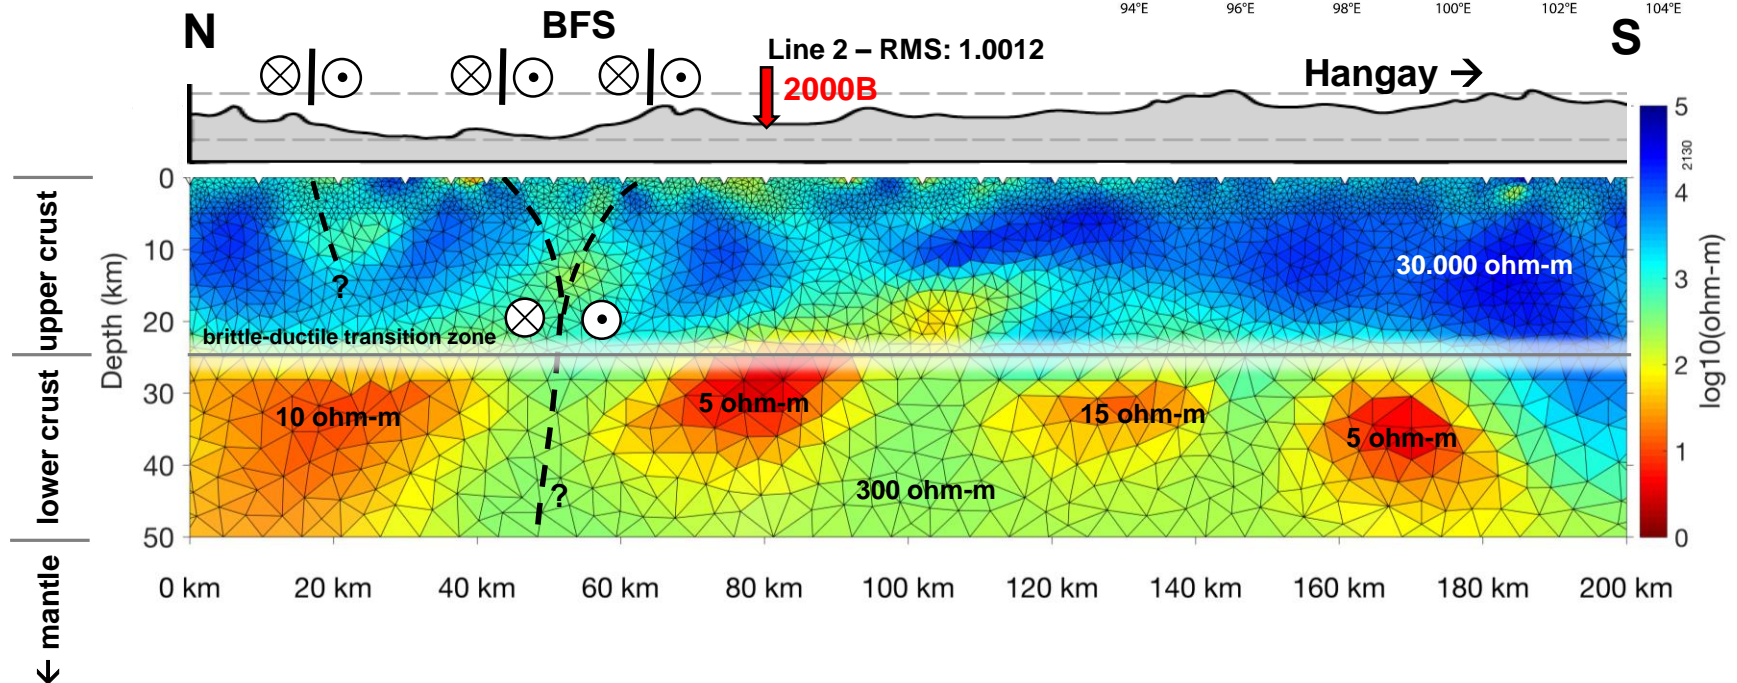 94°E 96°E 98°E 100°E 102°E 104°E
N BFS S
Line 2 – RMS: 1.0012
2000B
Hangay →
upper crust
lower crust
← mantle
Depth (km)
0
10
20
30
40
50
?
brittle-ductile transition zone
30.000 ohm-m
10 ohm-m
5 ohm-m
15 ohm-m
5 ohm-m
300 ohm-m
?
0 km 20 km 40 km 60 km 80 km 100 km 120 km 140 km 160 km 180 km 200 km
5
4
3
2
1
0
2130
log10(ohm-m)